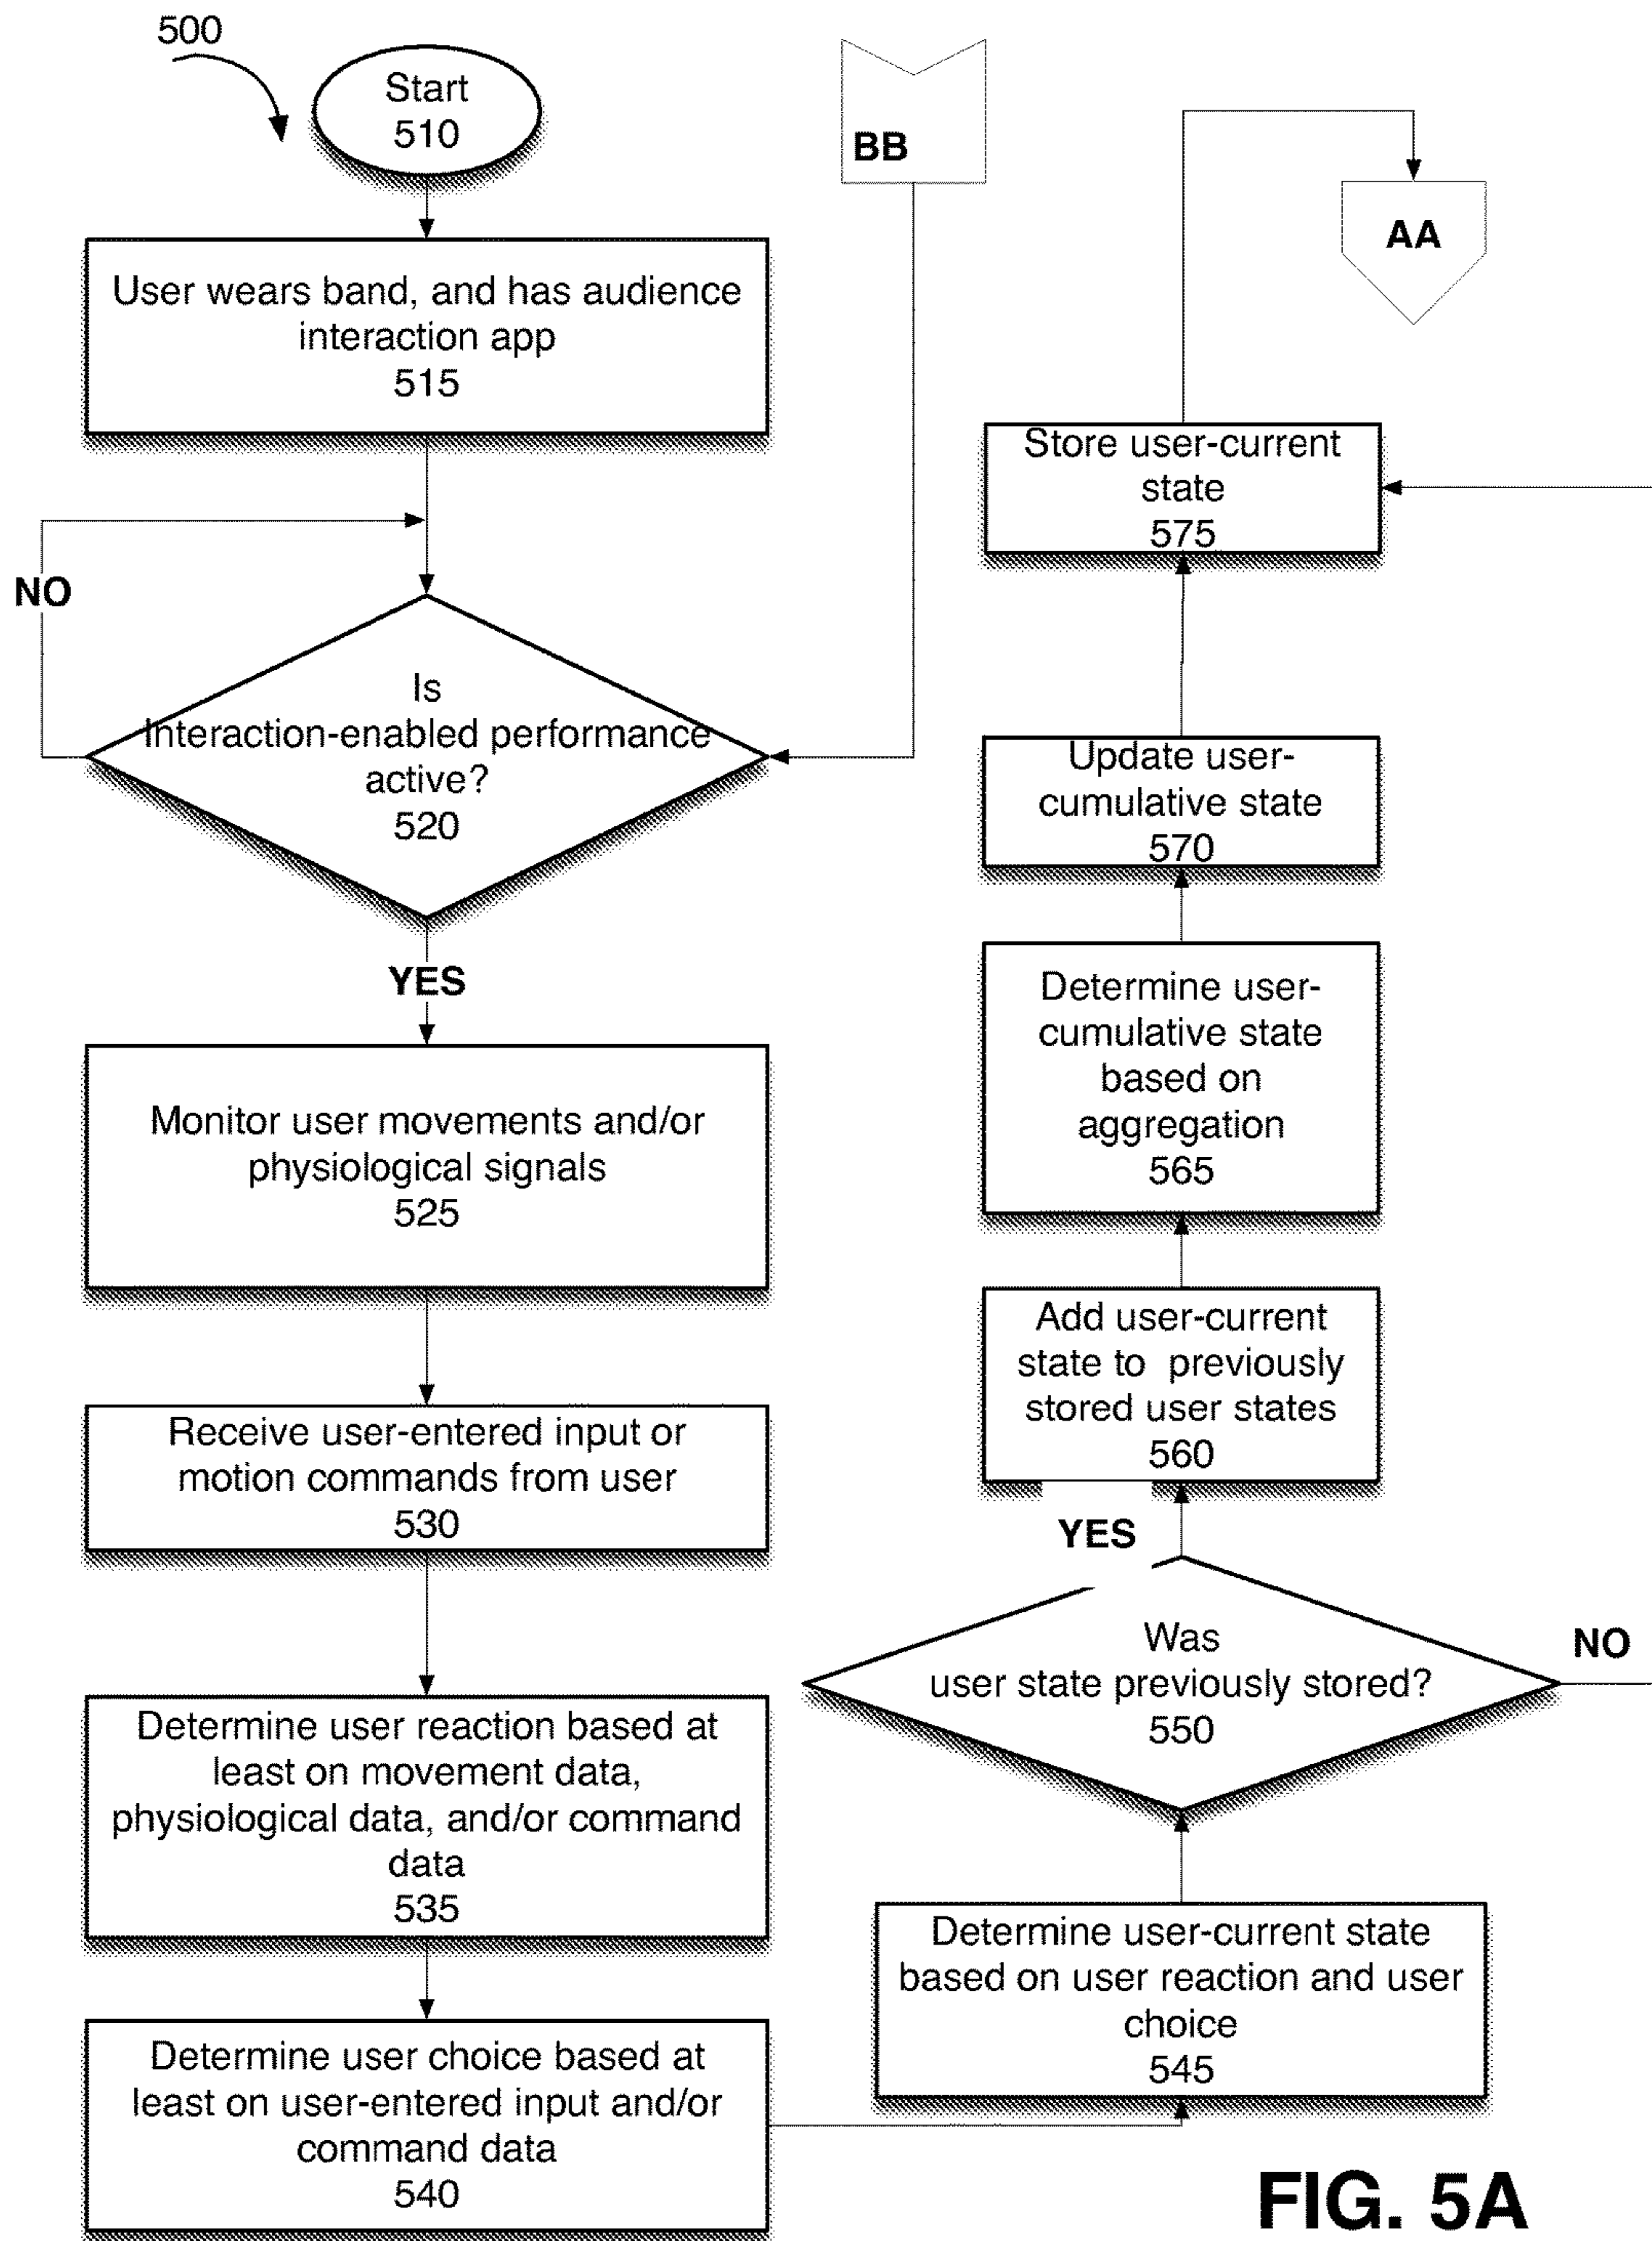 500
Start
510
User wears band, and has audience
interaction app
515
NO
Is
Interaction-enabled performance
active?
520
YES
Monitor user movements and/or
physiological signals
525
Receive user-entered input or
motion commands from user
530
Determine user reaction based at
least on movement data,
physiological data, and/or command
data
535
Determine user choice based at
least on user-entered input and/or
command data
540
BB
AA
Store user-current
state
575
Update user-
cumulative state
570
Determine user-
cumulative state
based on
aggregation
565
Add user-current
state to previously
stored user states
560
YES
Was
user state previously stored?
550
NO
Determine user-current state
based on user reaction and user
choice
545
FIG. 5A